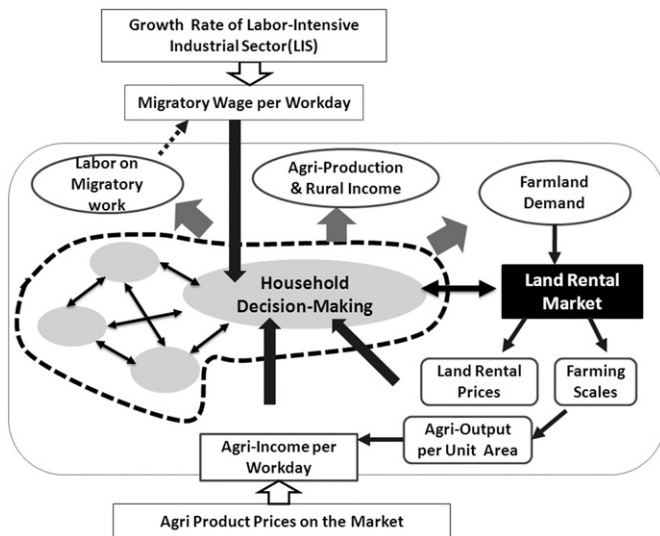 Growth Rate of Labor-Intensive
Industrial Sector(LIS)
Migratory Wage per Workday
Labor on
Migratory
work
Agri-Production
& Rural Income
Farmland
Demand
Household
Decision-Making
Land Rental
Market
Land Rental
Prices
Farming
Scales
Agri-Output
per Unit Area
Agri-Income per
Workday
Agri Product Prices on the Market